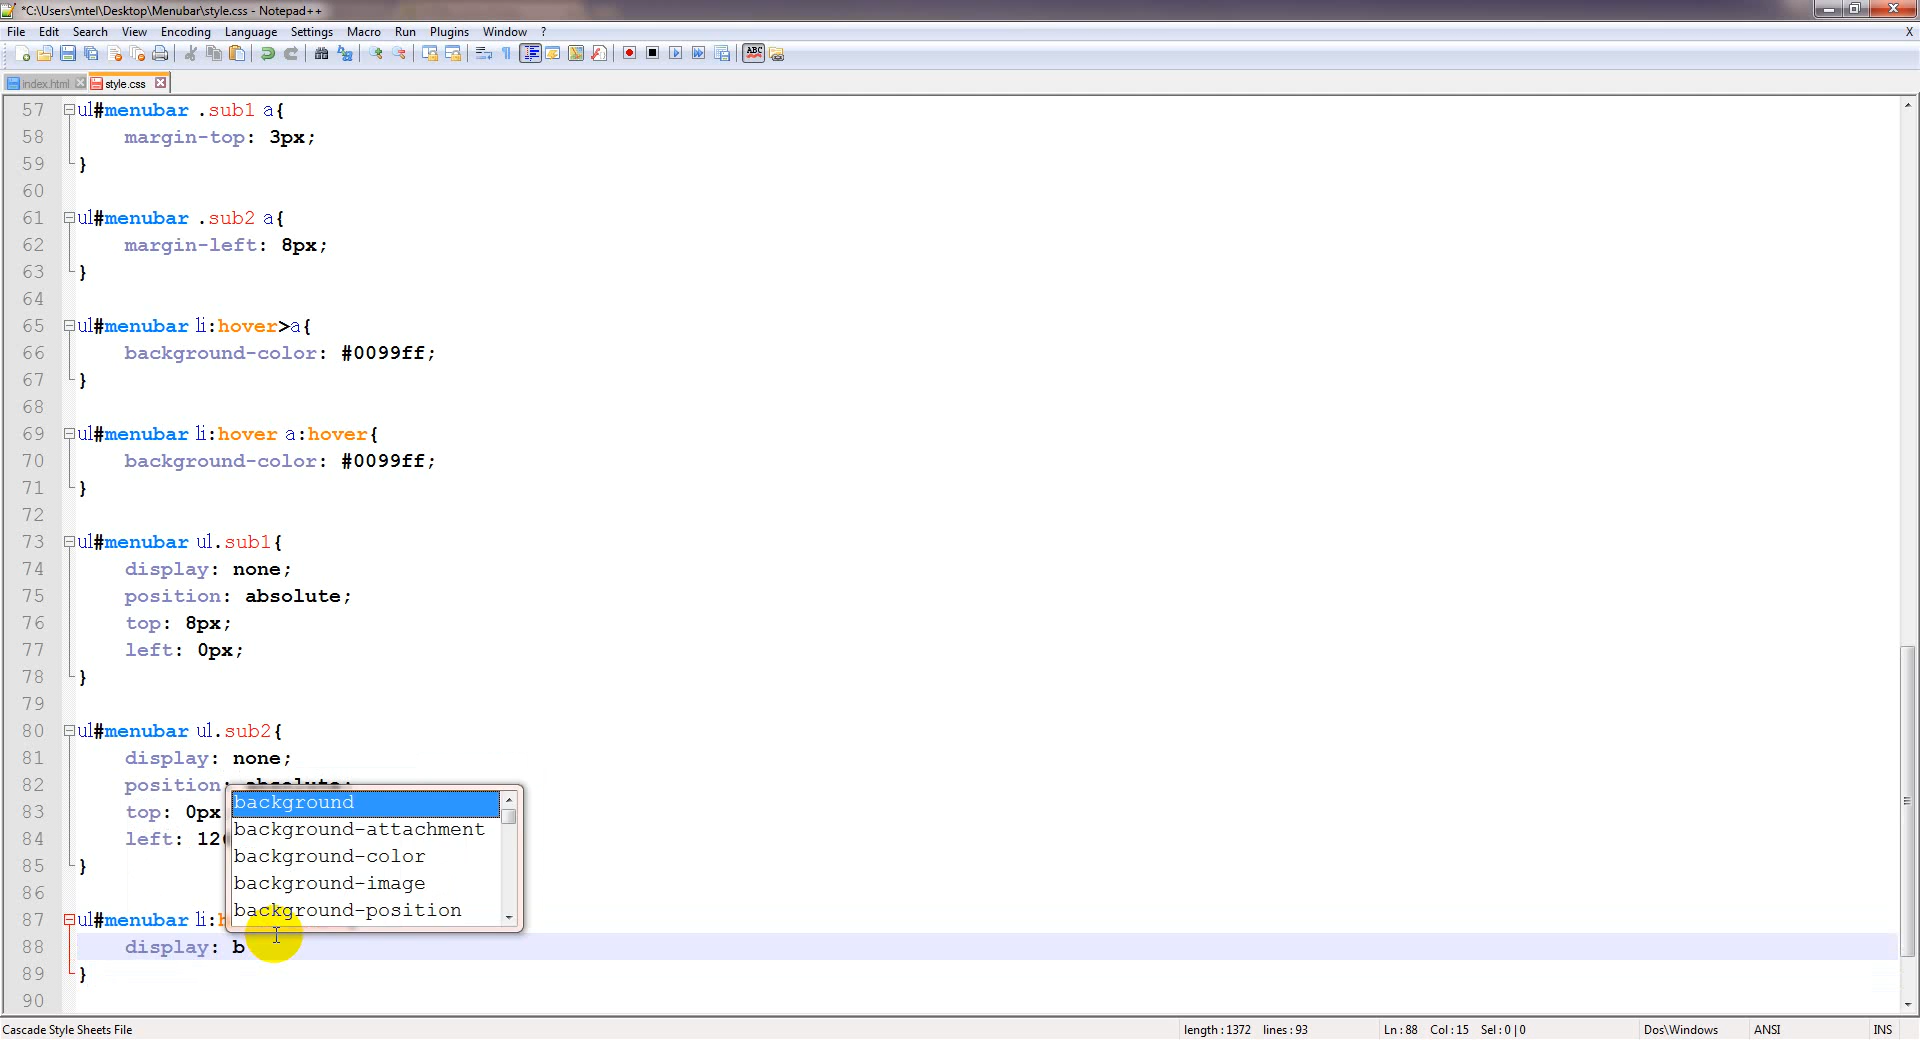 *C:\Users\mtel\Desktop\Menubar\style.css - Notepad++
File Edit Search View Encoding Language Settings Macro Run Plugins Window ? X
index.html style.css
57 ul#menubar .sub1 a{
58 margin-top: 3px;
59 }
60
61 ul#menubar .sub2 a{
62 margin-left: 8px;
63 }
64
65 ul#menubar li:hover>a{
66 background-color: #0099ff;
67 }
68
69 ul#menubar li:hover a:hover{
70 background-color: #0099ff;
71 }
72
73 ul#menubar ul.sub1{
74 display: none;
75 position: absolute;
76 top: 8px;
77 left: 0px;
78 }
79
80 ul#menubar ul.sub2{
81 display: none;
82 position: absolute;
83 top: 0px
84 left: 12
85 }
86
87 ul#menubar li:h
88 display: b
89 }
90
background
background-attachment
background-color
background-image
background-position
Cascade Style Sheets File length : 1372 lines : 93 Ln : 88 Col : 15 Sel : 0 | 0 Dos\Windows ANSI INS